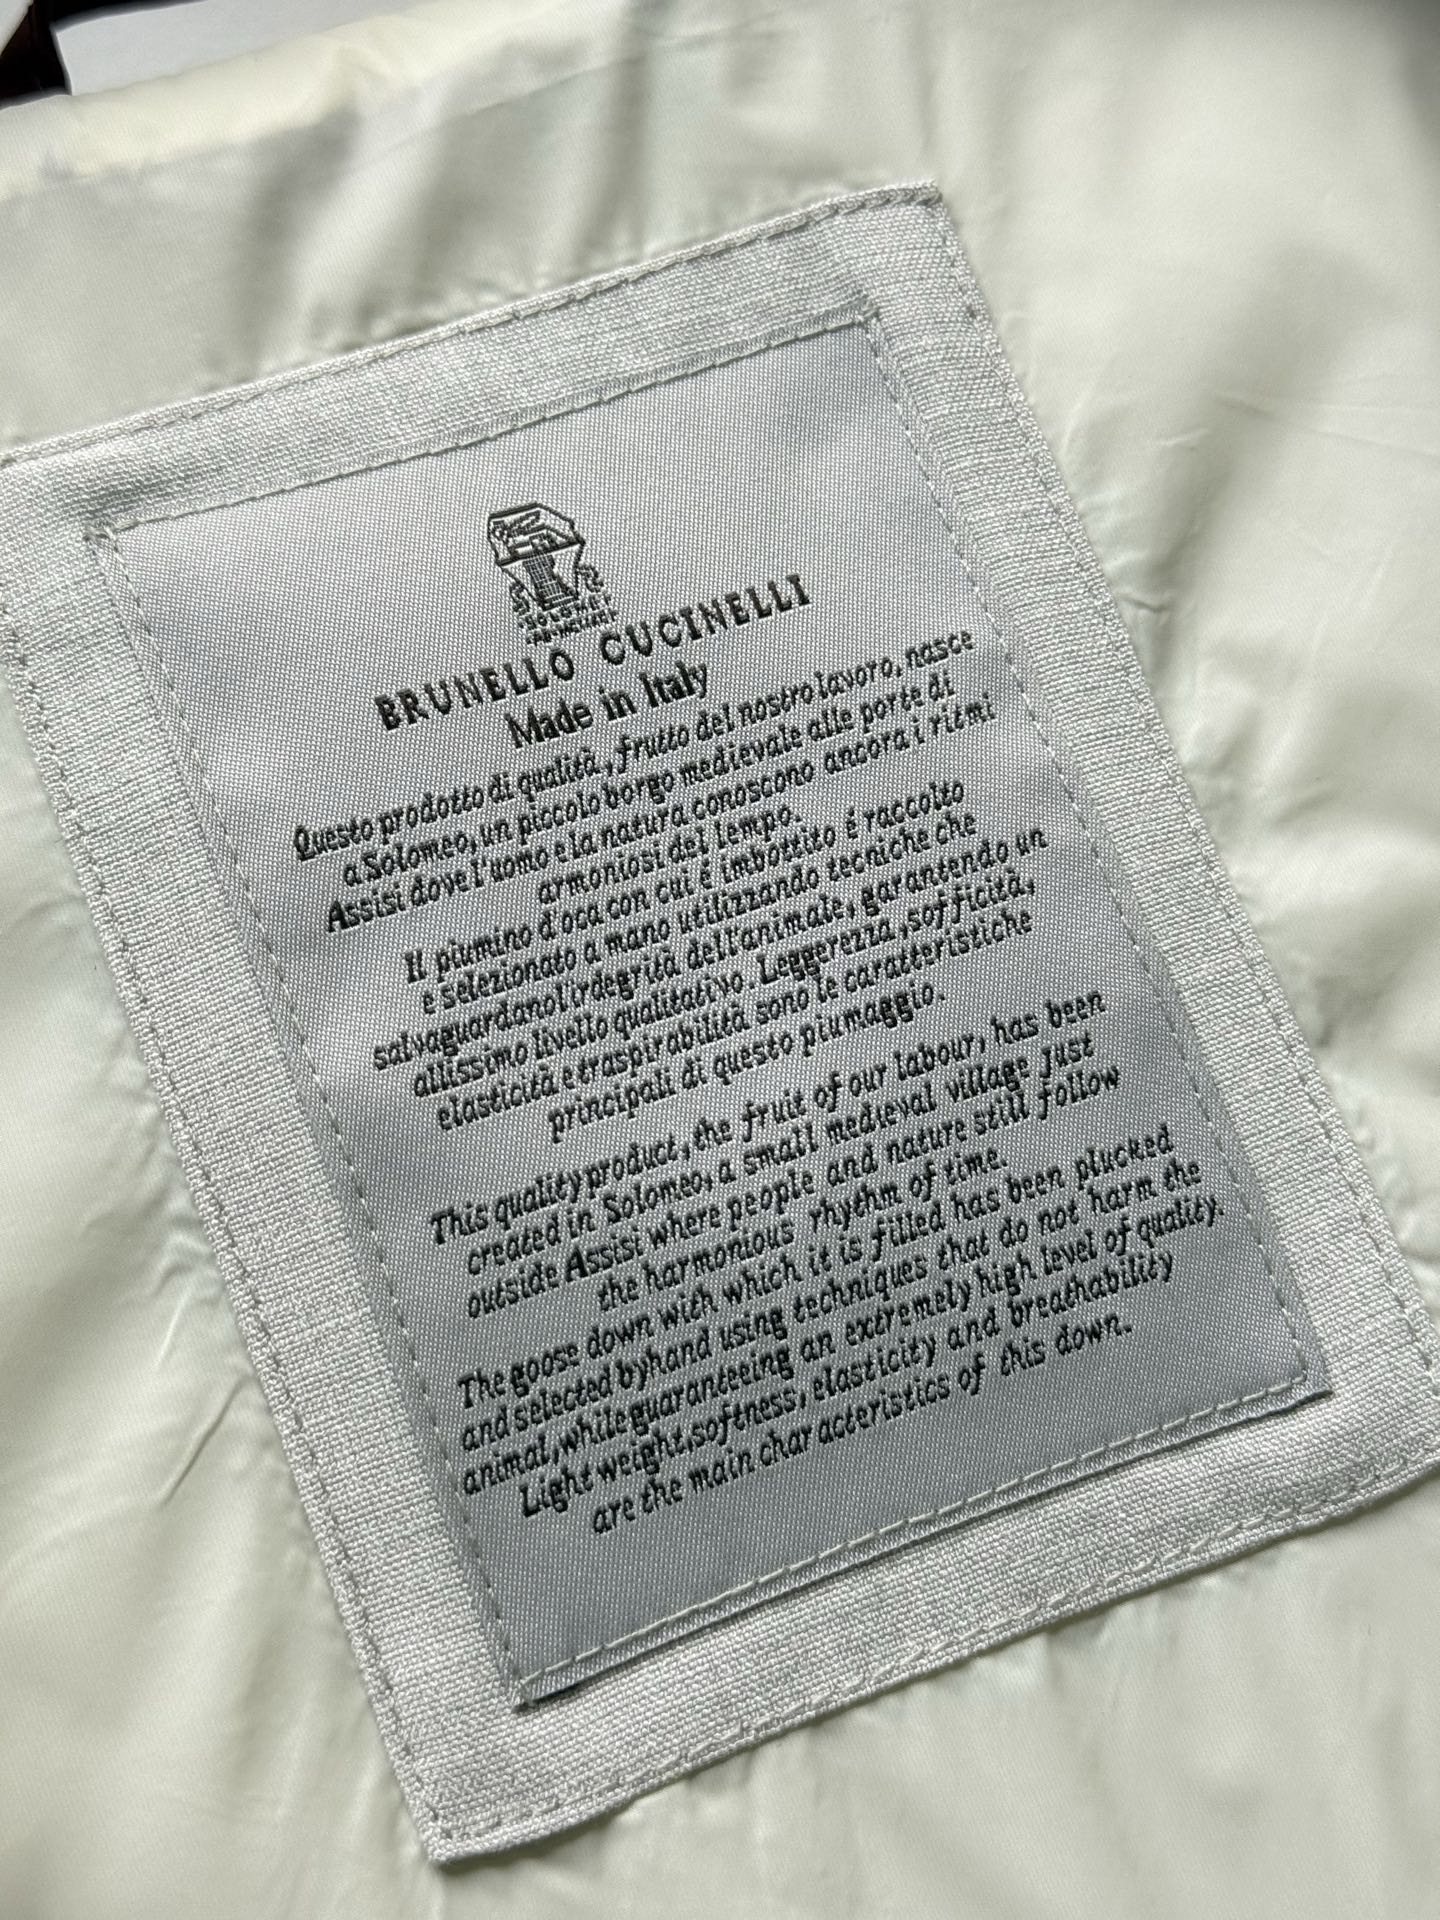 SOLOMEO
BRUNELLO CUCINELLI
Made in Italy
Questo prodotto di qualità, frutto del nostro lavoro, nasce
a Solomeo, un piccolo borgo medievale alle porte di
Assisi dove l'uomo e la natura conoscono ancora i ritmi
armoniosi del lempo.
Il piumino d'oca con cui é imbottito é raccolto
e selezionato a mano utilizzando tecniche che
salvaguardano l'irdegrità dell'animale, garantendo un
allissimo livello qualitativo. Leggerezza, sofficità,
elasticità e traspirabilità sono le caratteristiche
principali di questo piumaggio.
This quality product, the fruit of our labour, has been
created in Solomeo, a small medieval village just
outside Assisi where people and nature still follow
the harmonious rhythm of time.
The goose down with which it is filled has been plucked
and selected by hand using techniques that do not harm the
animal, while guaranteeing an extremely high level of quality.
Light weight, softness, elasticity and breathability
are the main characteristics of this down.